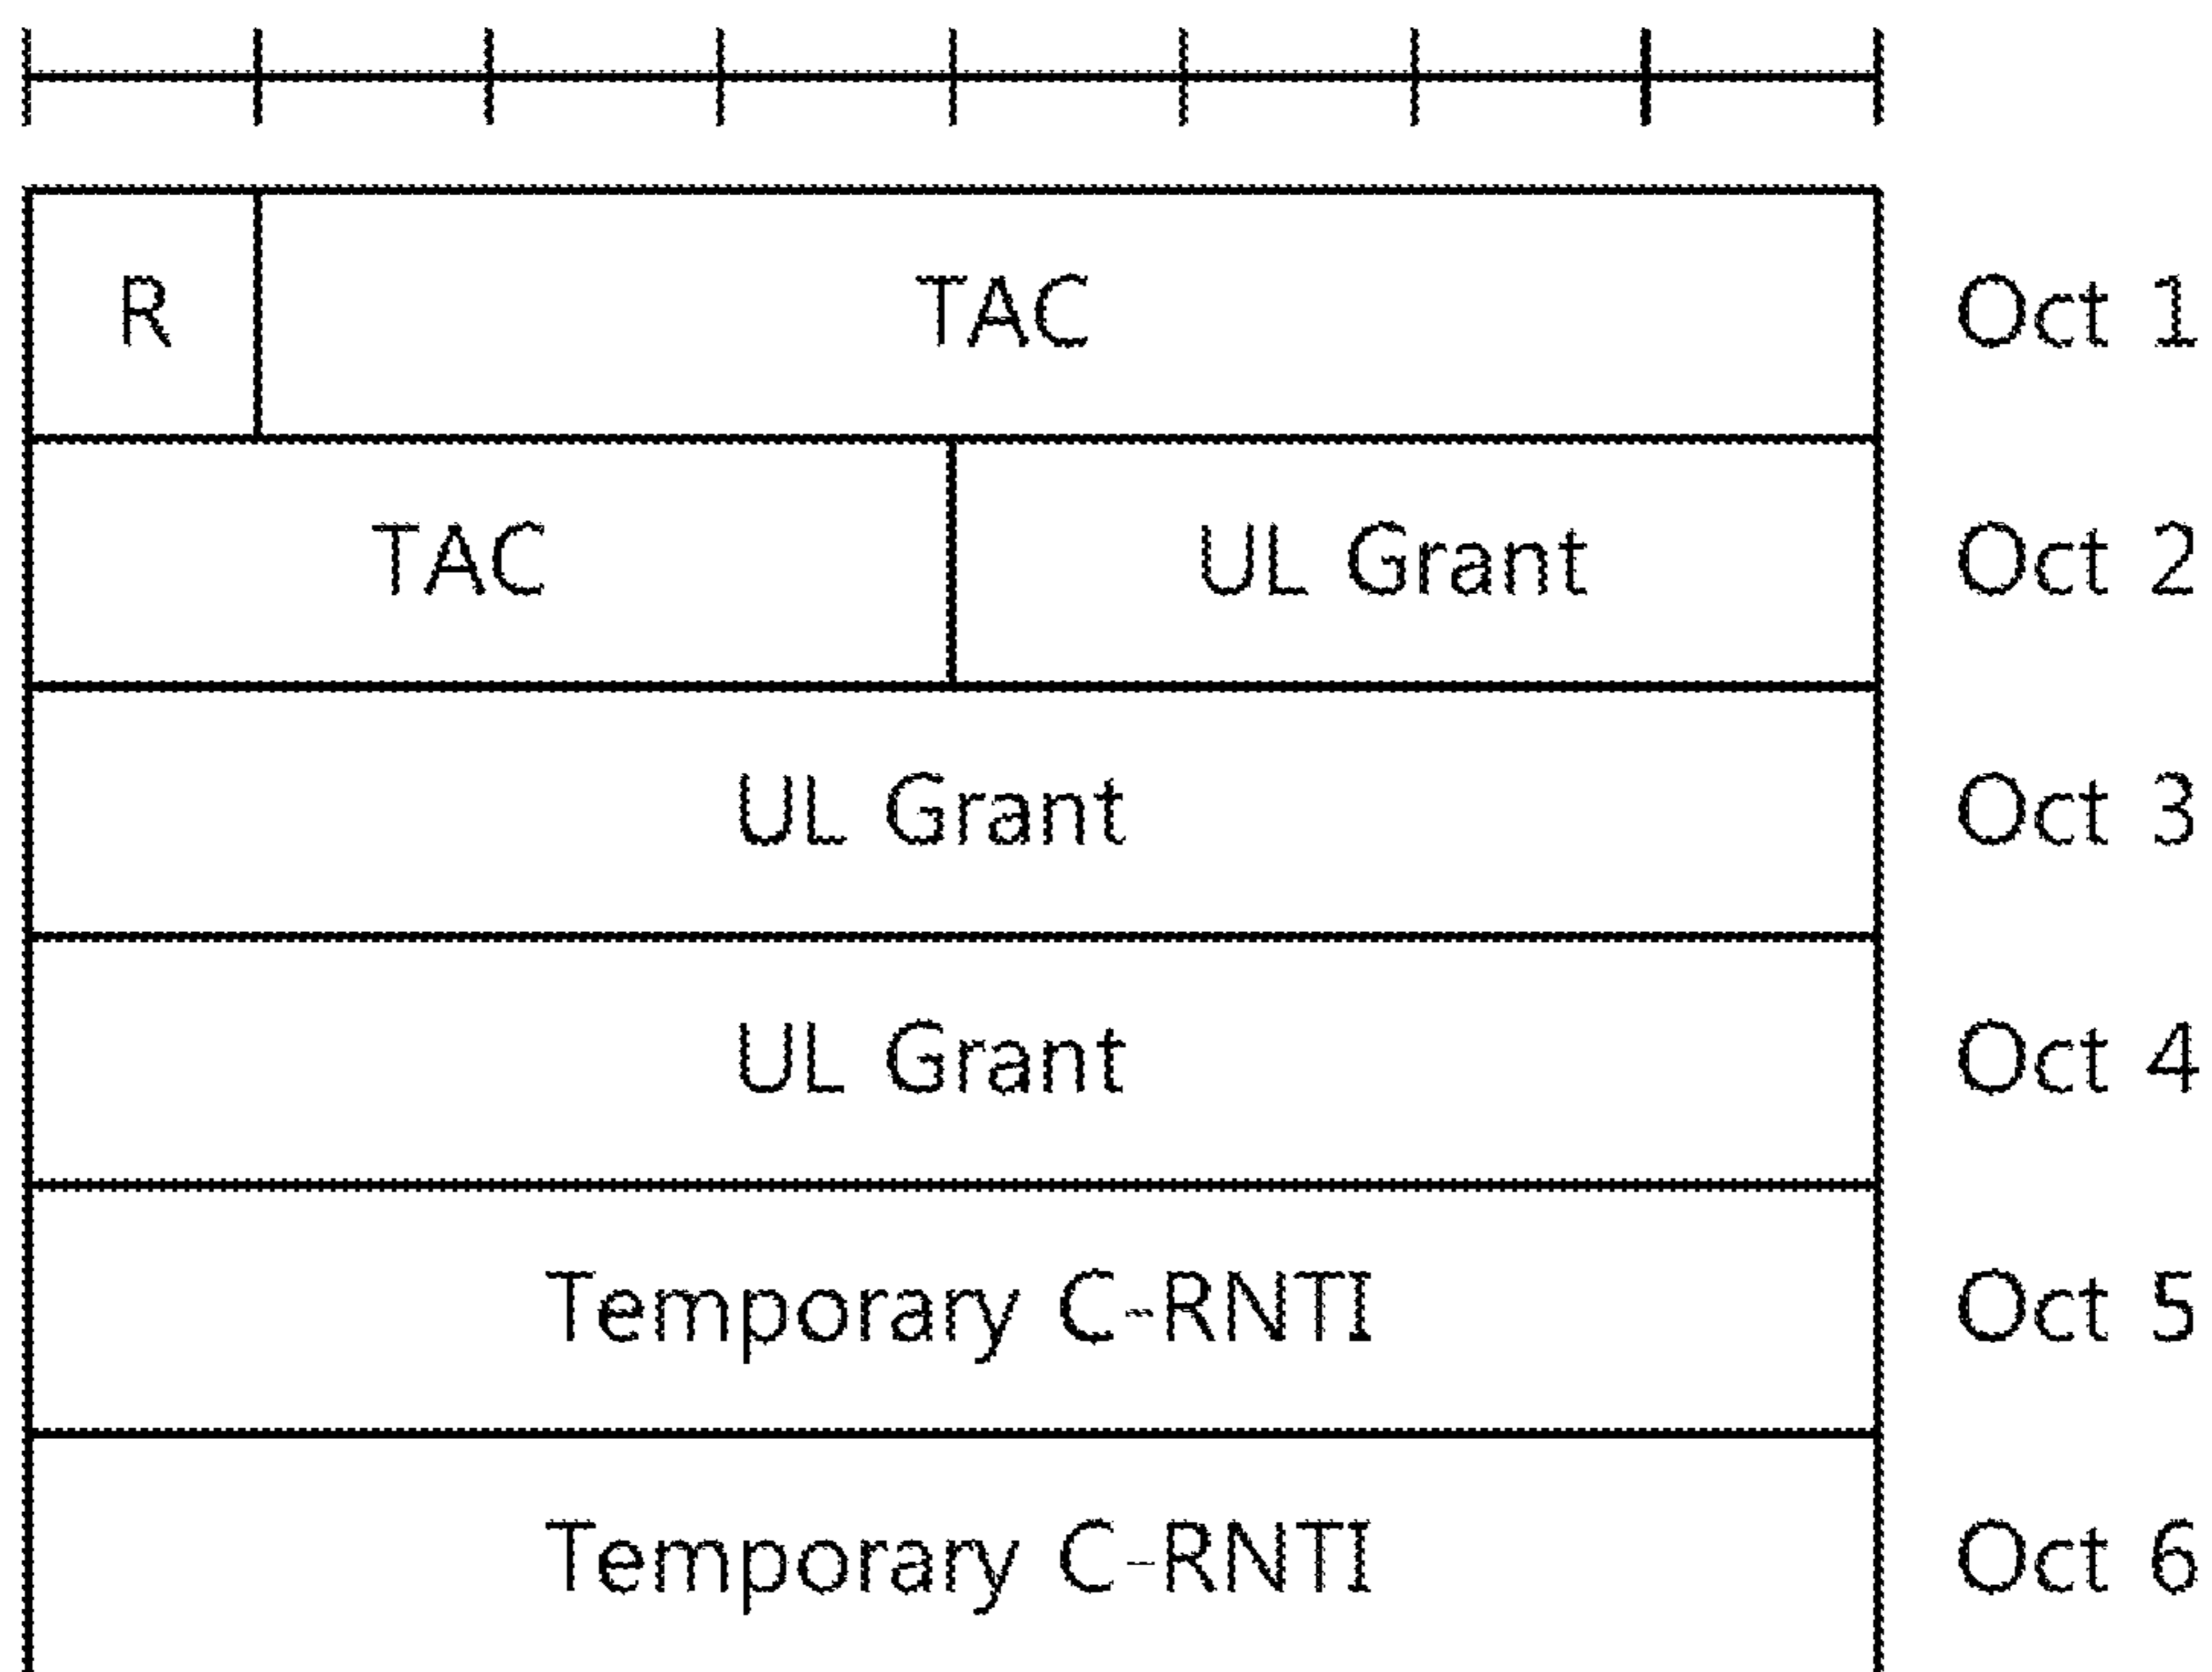 R TAC Oct 1
TAC UL Grant Oct 2
UL Grant Oct 3
UL Grant Oct 4
Temporary C-RNTI Oct 5
Temporary C-RNTI Oct 6